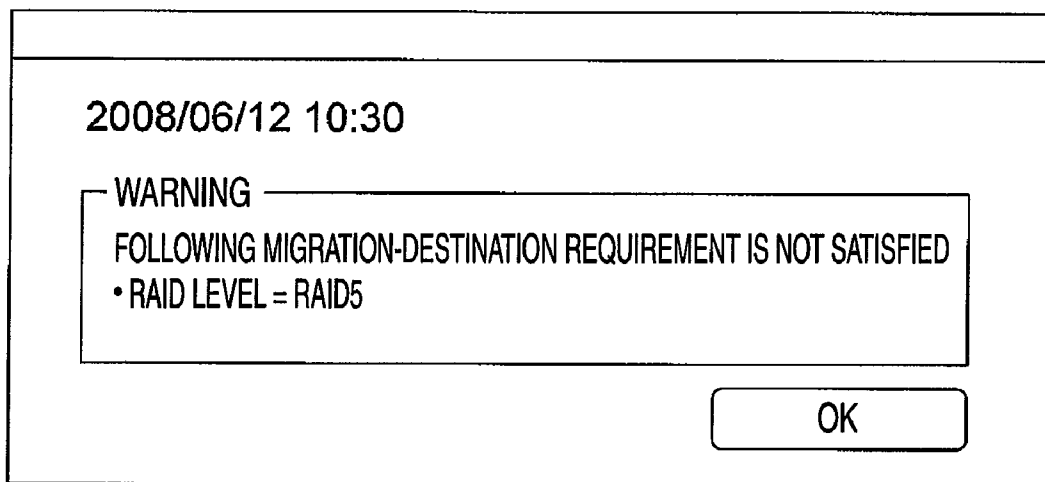 2008/06/12 10:30
WARNING
FOLLOWING MIGRATION-DESTINATION REQUIREMENT IS NOT SATISFIED
• RAID LEVEL = RAID5
OK